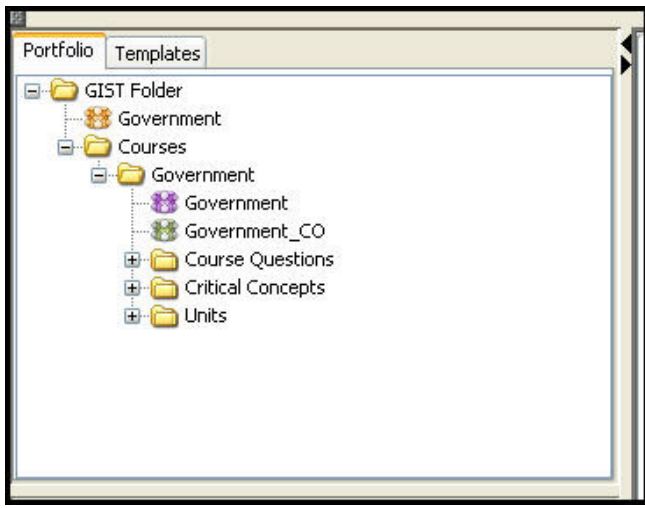 Portfolio Templates
GIST Folder
Government
Courses
Government
Government
Government_CO
Course Questions
Critical Concepts
Units